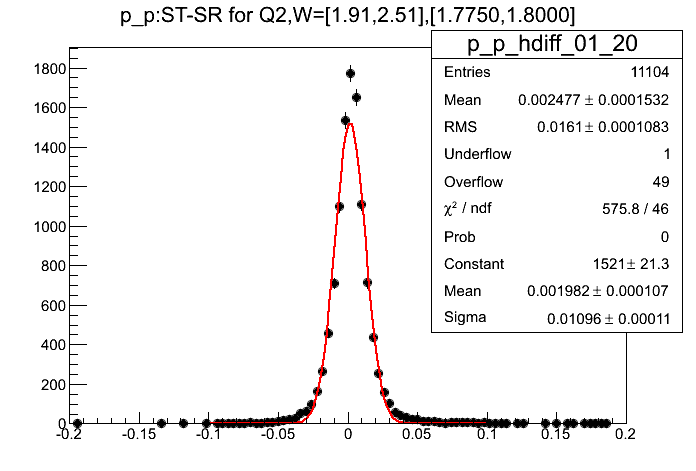 p_p:ST-SR for Q2,W=[1.91,2.51],[1.7750,1.8000]
p_p_hdiff_01_20
Entries 11104
Mean 0.002477 ± 0.0001532
RMS 0.0161 ± 0.0001083
Underflow 1
Overflow 49
χ² / ndf 575.8 / 46
Prob 0
Constant 1521 ± 21.3
Mean 0.001982 ± 0.000107
Sigma 0.01096 ± 0.00011
1800
1600
1400
1200
1000
800
600
400
200
0
-0.2 -0.15 -0.1 -0.05 0 0.05 0.1 0.15 0.2